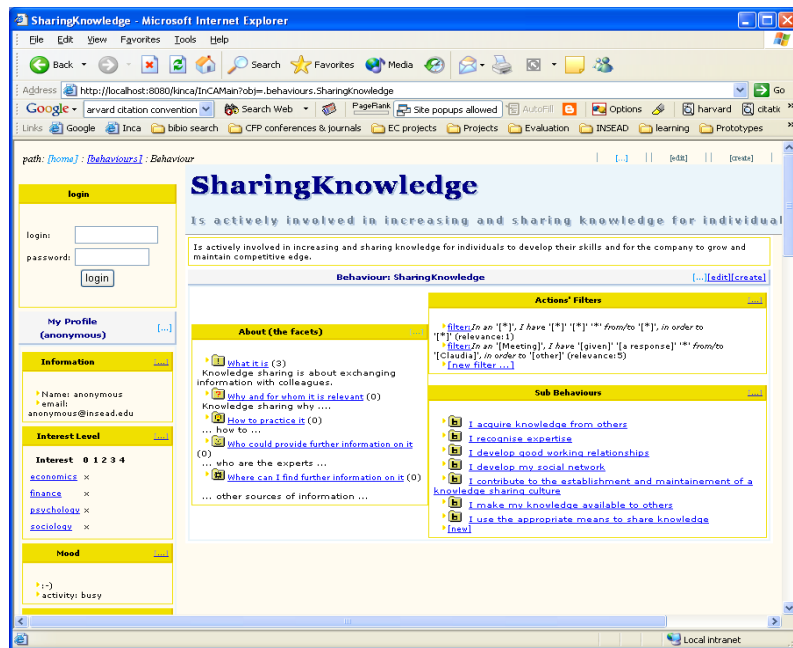 SharingKnowledge - Microsoft Internet Explorer
File Edit View Favorites Tools Help
Back Search Favorites Media
Address http://localhost:8080/kinca/InCAMain?obj=.behaviours.SharingKnowledge Go
Google arvard citation convention Search Web PageRank Site popups allowed AutoFill Options harvard citatic »
Links Google Inca bibio search CFP conferences & journals EC projects Projects Evaluation INSEAD learning Prototypes »
path: [home] : [behaviours] : Behaviour | [...] || [edit] || [create] |
login
login:
password:
login
My Profile
(anonymous) [...]
Information [...]
Name: anonymous
email:
anonymous@insead.edu
Interest Level [...]
Interest 0 1 2 3 4
economics ×
finance ×
psychology ×
sociology ×
Mood [...]
:-)
activity: busy
SharingKnowledge
Is actively involved in increasing and sharing knowledge for individual
Is actively involved in increasing and sharing knowledge for individuals to develop their skills and for the company to grow and
maintain competitive edge.
Behaviour: SharingKnowledge [...][edit][create]
About (the facets) [...]
What it is (3)
Knowledge sharing is about exchanging
information with colleagues.
Why and for whom it is relevant (0)
Knowledge sharing why ....
How to practice it (0)
... how to ...
Who could provide further information on it
(0)
... who are the experts ...
Where can I find further information on it (0)
... other sources of information ...
Actions' Filters [...]
filter:In an '[*]', I have '[*]' '[*]' '*' from/to '[*]', in order to
'[*]' (relevance:1)
filter:In an '[Meeting]', I have '[given]' '[a response]' '*' from/to
'[Claudia]', in order to '[other]' (relevance:5)
[new filter ...]
Sub Behaviours [...]
I acquire knowledge from others
I recognise expertise
I develop good working relationships
I develop my social network
I contribute to the establishment and maintainement of a
knowledge sharing culture
I make my knowledge available to others
I use the appropriate means to share knowledge
[new]
Local intranet